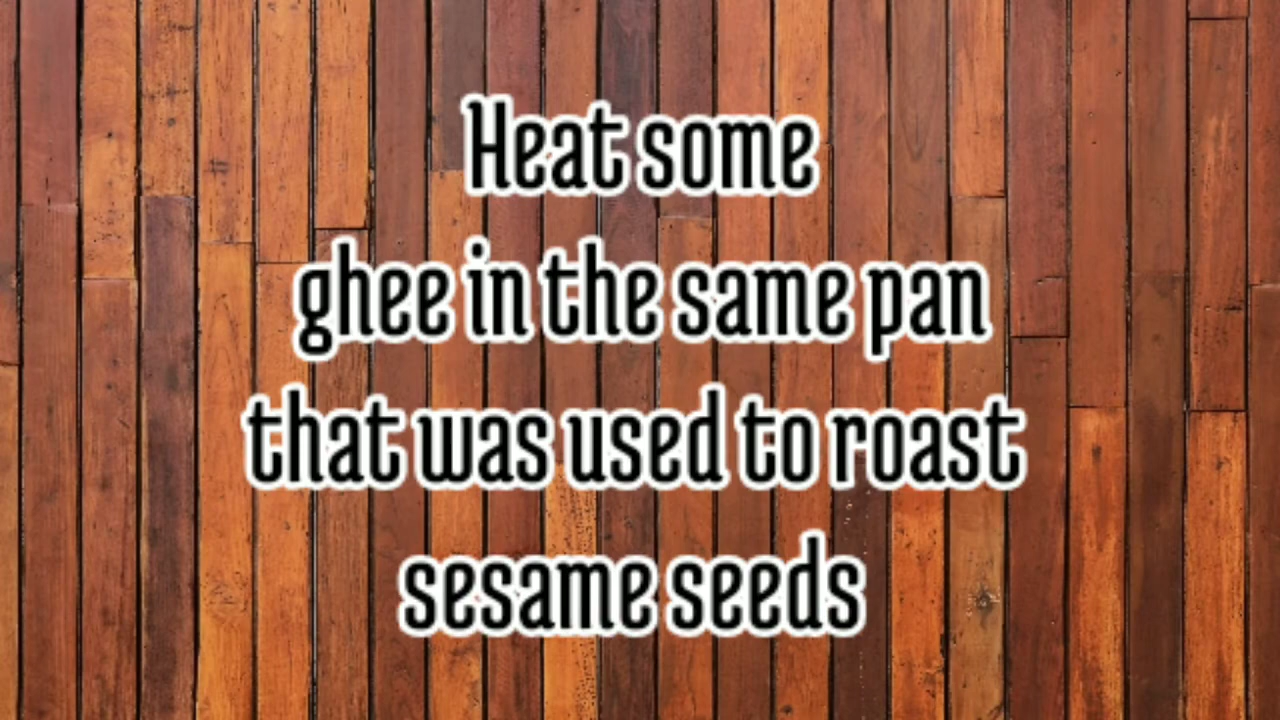 Heat some
ghee in the same pan
that was used to roast
sesame seeds